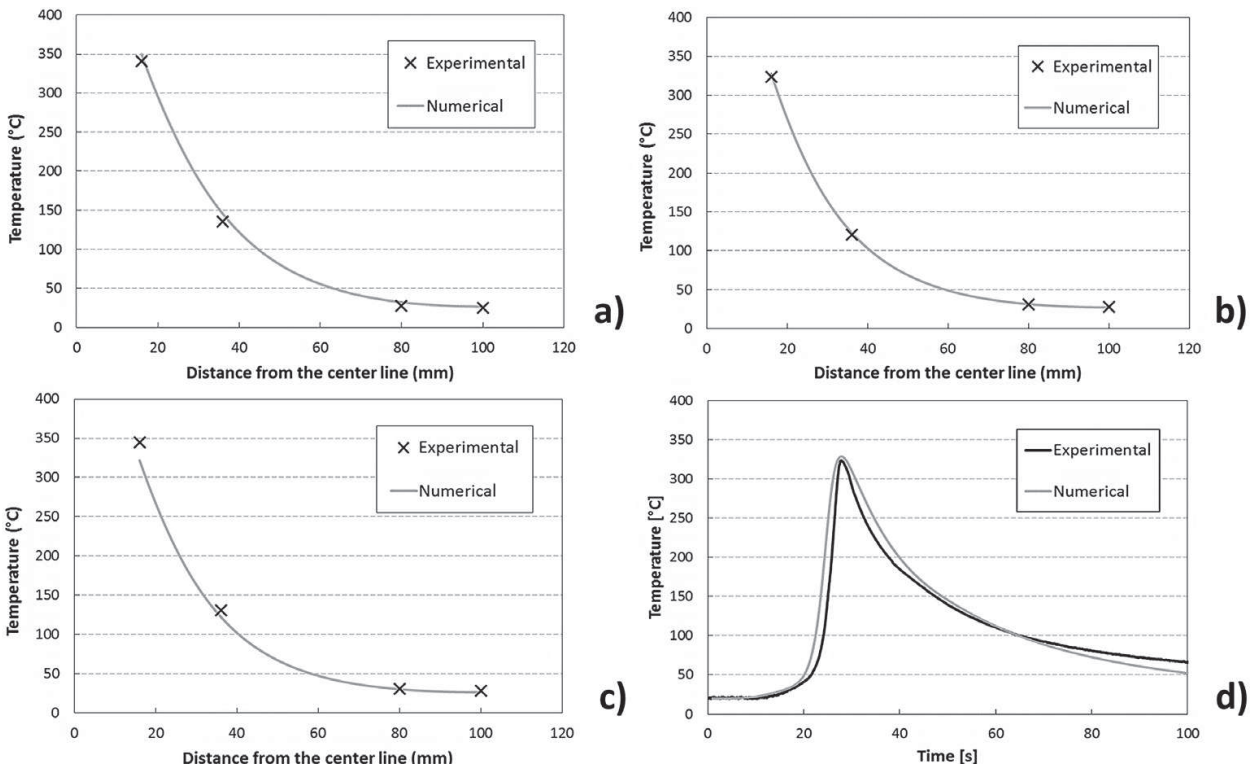 400
350
300
250
200
150
100
50
0
Temperature (°C)
Experimental
Numerical
0 20 40 60 80 100 120
Distance from the center line (mm)
a)
400
350
300
250
200
150
100
50
0
Temperature (°C)
Experimental
Numerical
0 20 40 60 80 100 120
Distance from the center line (mm)
b)
400
350
300
250
200
150
100
50
0
Temperature (°C)
Experimental
Numerical
0 20 40 60 80 100 120
Distance from the center line (mm)
c)
400
350
300
250
200
150
100
50
0
Temperature [°C]
Experimental
Numerical
0 20 40 60 80 100
Time [s]
d)